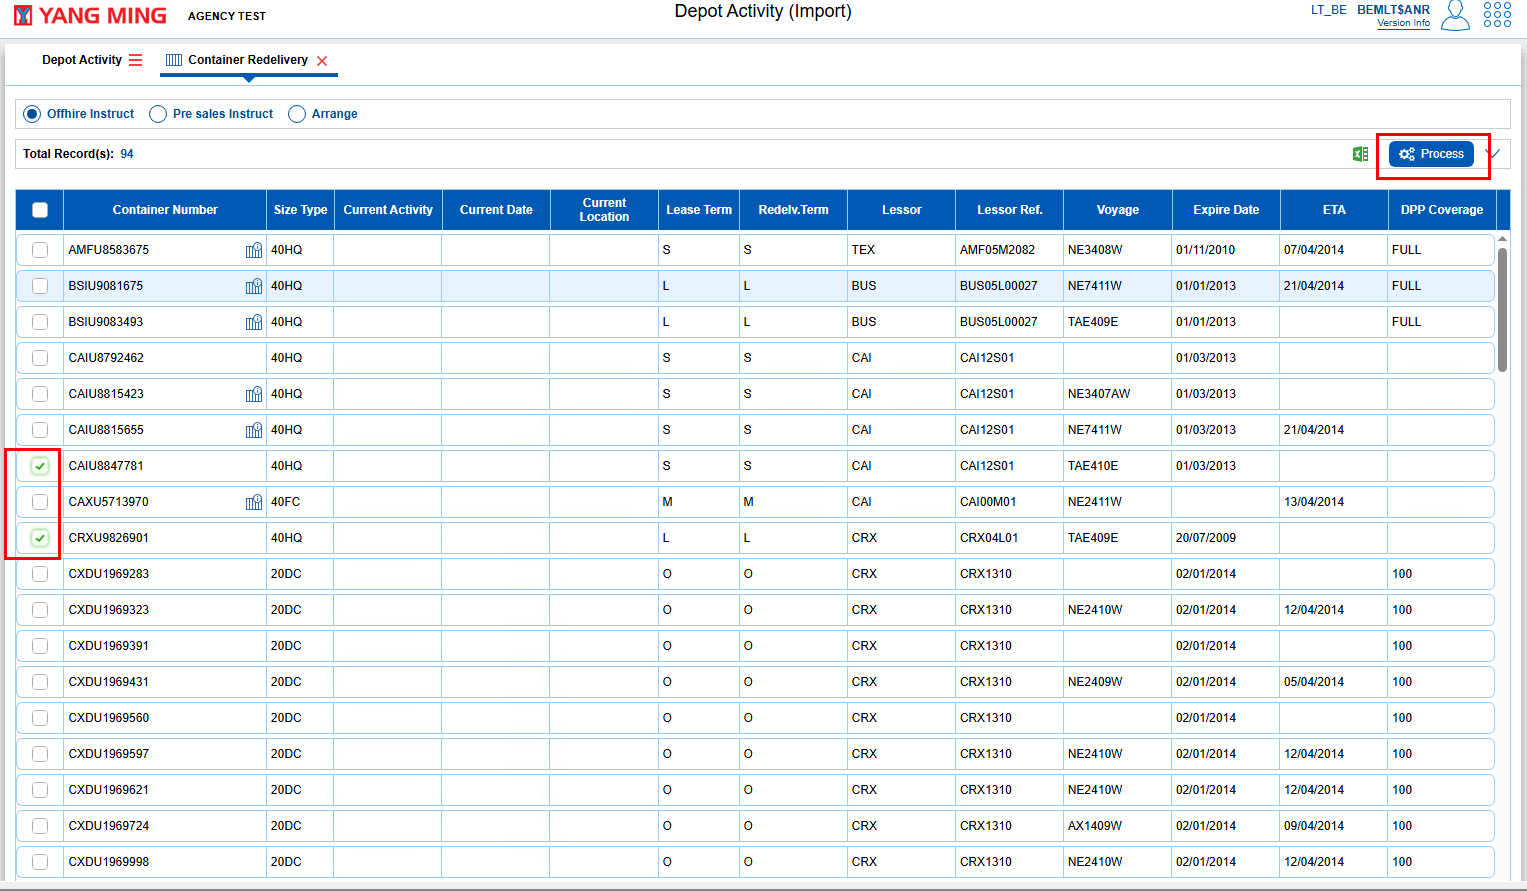 YANG MING AGENCY TEST Depot Activity (Import) LT_BE BEMLT$ANR
Version Info
Depot Activity Container Redelivery
Offhire Instruct Pre sales Instruct Arrange
Total Record(s): 94 Process
Container Number Size Type Current Activity Current Date Current Location Lease Term Redelv.Term Lessor Lessor Ref. Voyage Expire Date ETA DPP Coverage
AMFU8583675 40HQ S S TEX AMF05M2082 NE3408W 01/11/2010 07/04/2014 FULL
BSIU9081675 40HQ L L BUS BUS05L00027 NE7411W 01/01/2013 21/04/2014 FULL
BSIU9083493 40HQ L L BUS BUS05L00027 TAE409E 01/01/2013 FULL
CAIU8792462 40HQ S S CAI CAI12S01 01/03/2013
CAIU8815423 40HQ S S CAI CAI12S01 NE3407AW 01/03/2013
CAIU8815655 40HQ S S CAI CAI12S01 NE7411W 01/03/2013 21/04/2014
CAIU8847781 40HQ S S CAI CAI12S01 TAE410E 01/03/2013
CAXU5713970 40FC M M CAI CAI00M01 NE2411W 13/04/2014
CRXU9826901 40HQ L L CRX CRX04L01 TAE409E 20/07/2009
CXDU1969283 20DC O O CRX CRX1310 02/01/2014 100
CXDU1969323 20DC O O CRX CRX1310 NE2410W 02/01/2014 12/04/2014 100
CXDU1969391 20DC O O CRX CRX1310 02/01/2014 100
CXDU1969431 20DC O O CRX CRX1310 NE2409W 02/01/2014 05/04/2014 100
CXDU1969560 20DC O O CRX CRX1310 02/01/2014 100
CXDU1969597 20DC O O CRX CRX1310 NE2410W 02/01/2014 12/04/2014 100
CXDU1969621 20DC O O CRX CRX1310 NE2410W 02/01/2014 12/04/2014 100
CXDU1969724 20DC O O CRX CRX1310 AX1409W 02/01/2014 09/04/2014 100
CXDU1969998 20DC O O CRX CRX1310 NE2410W 02/01/2014 12/04/2014 100